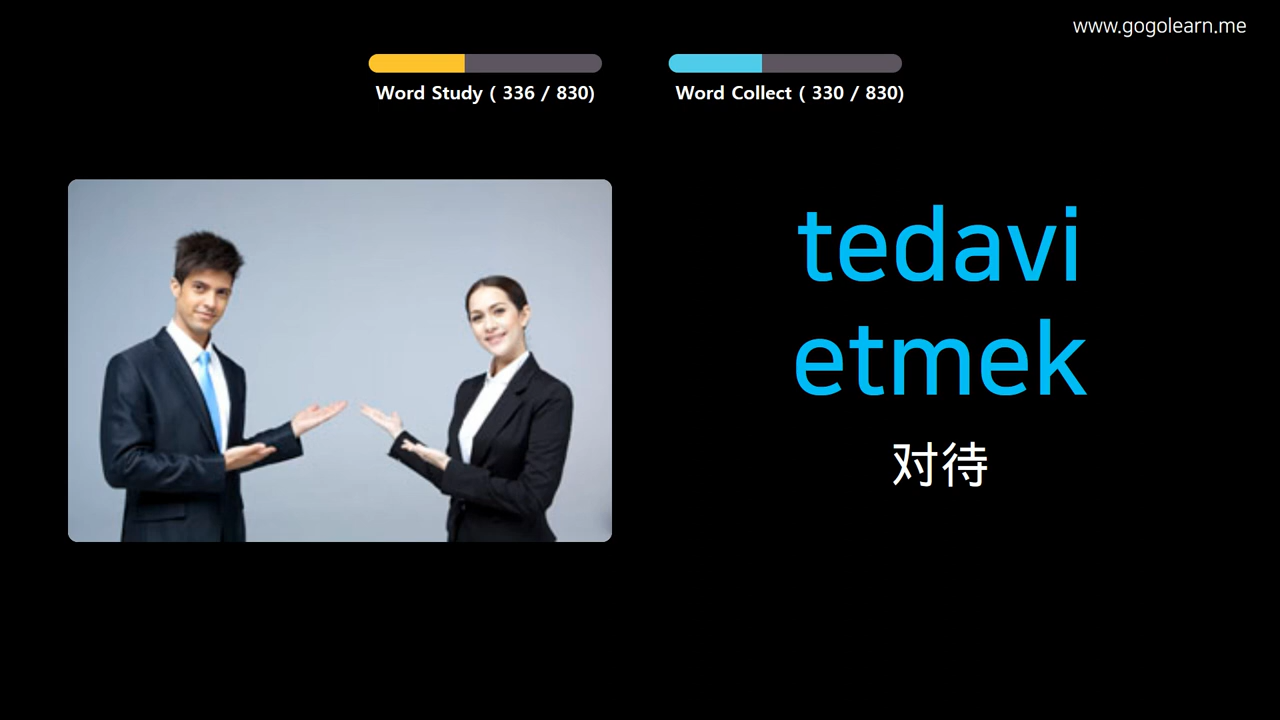 www.gogolearn.me
Word Study ( 336 / 830)
Word Collect ( 330 / 830)
tedavi
etmek
对待